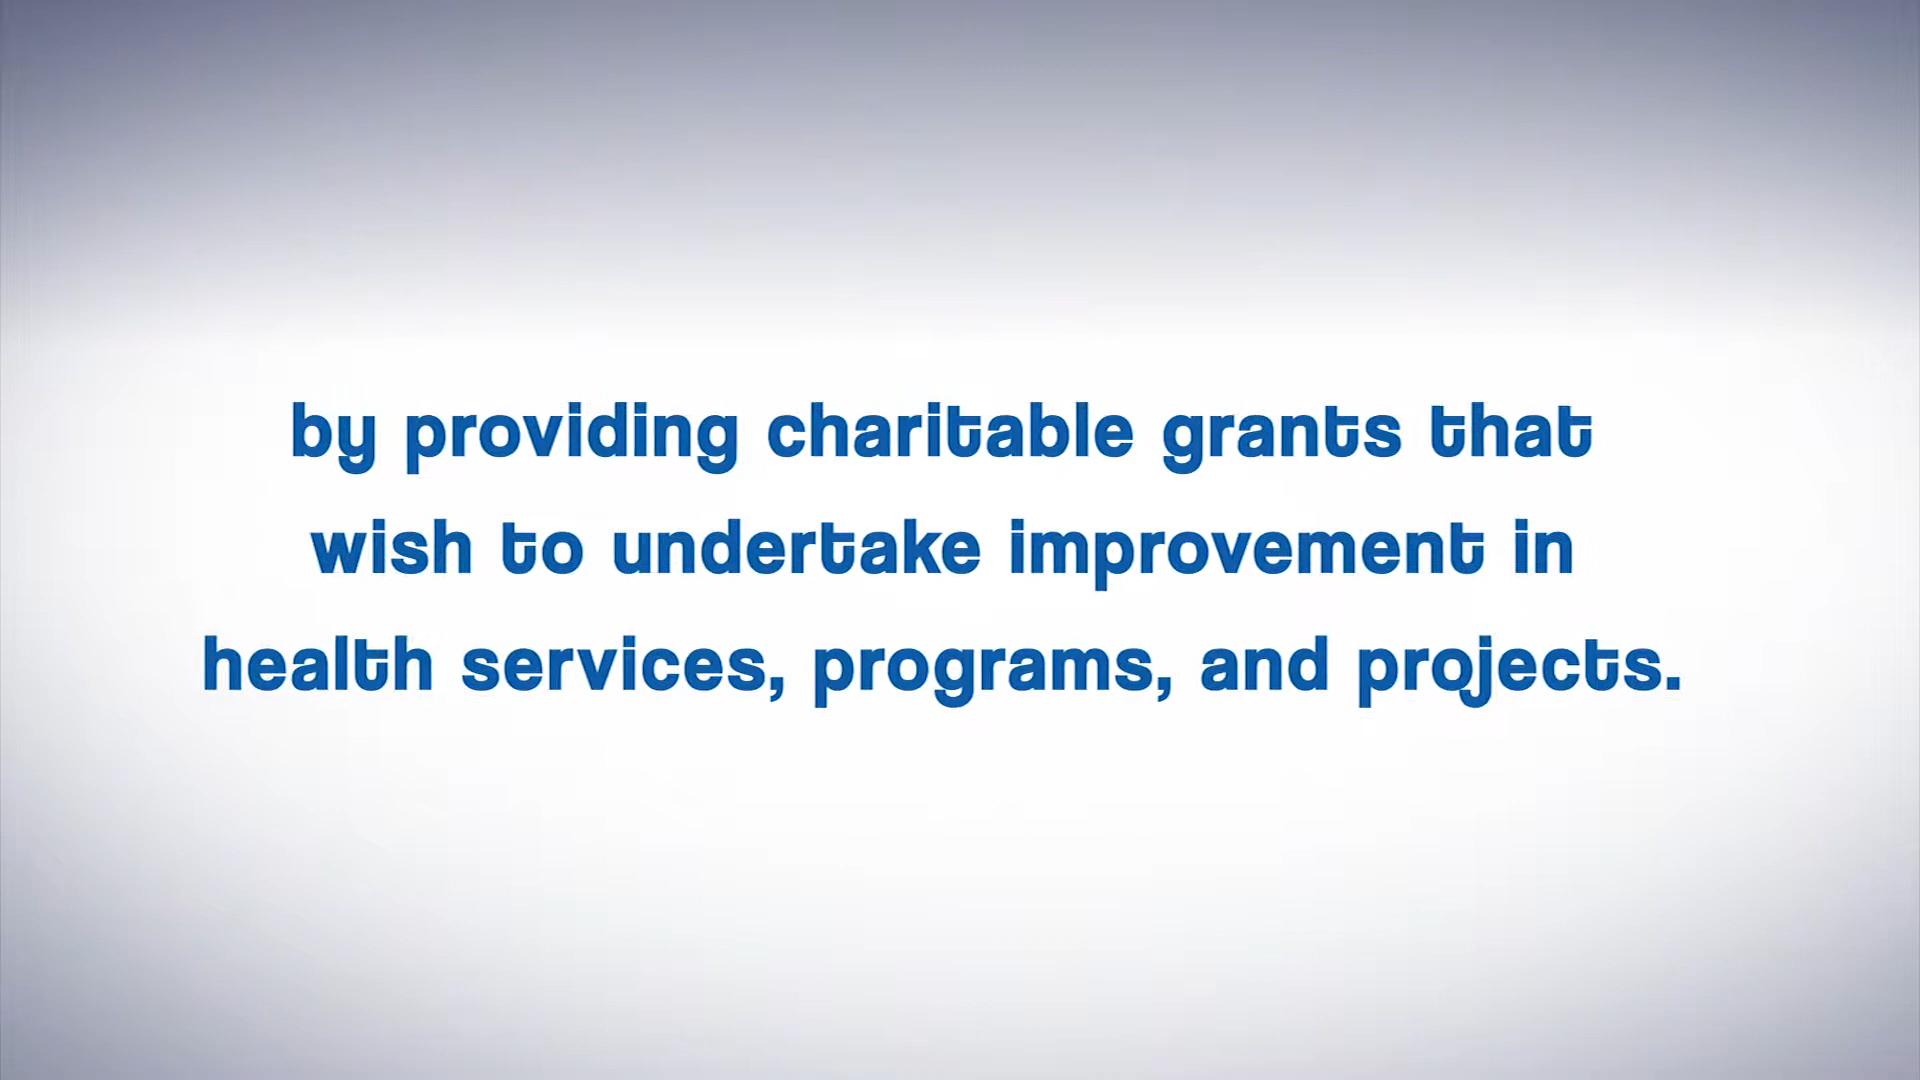 by providing charitable grants that
wish to undertake improvement in
health services, programs, and projects.